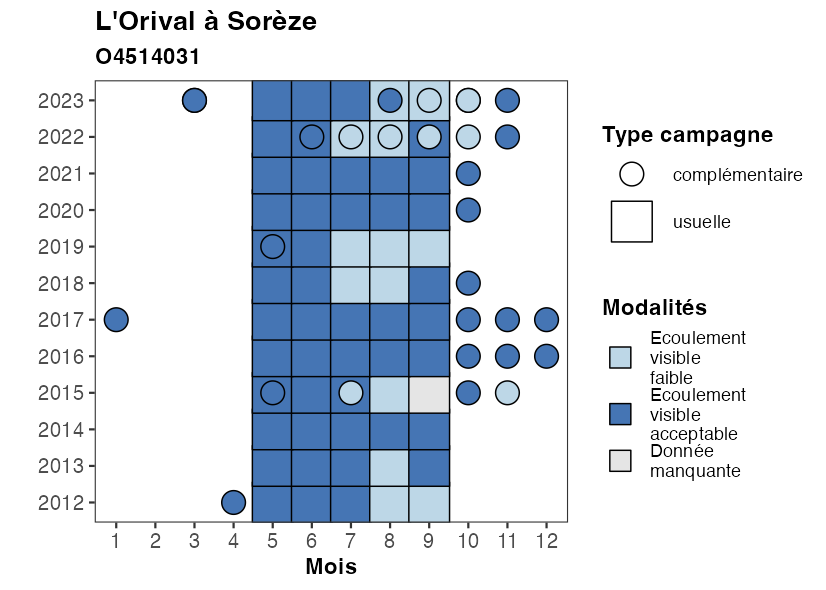 L'Orival à Sorèze
O4514031
2023
2022
2021
2020
2019
2018
2017
2016
2015
2014
2013
2012
1 2 3 4 5 6 7 8 9 10 11 12
Mois
Type campagne
complémentaire
usuelle
Modalités
Ecoulement
visible
faible
Ecoulement
visible
acceptable
Donnée
manquante